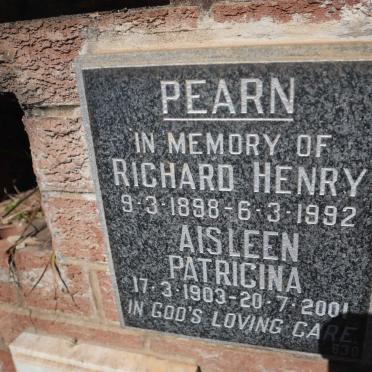 PEARN
IN MEMORY OF
RICHARD HENRY
9·3·1898-6·3·1992
AISLEEN
PATRICINA
17·3·1903-20·7·2001
IN GOD'S LOVING CARE